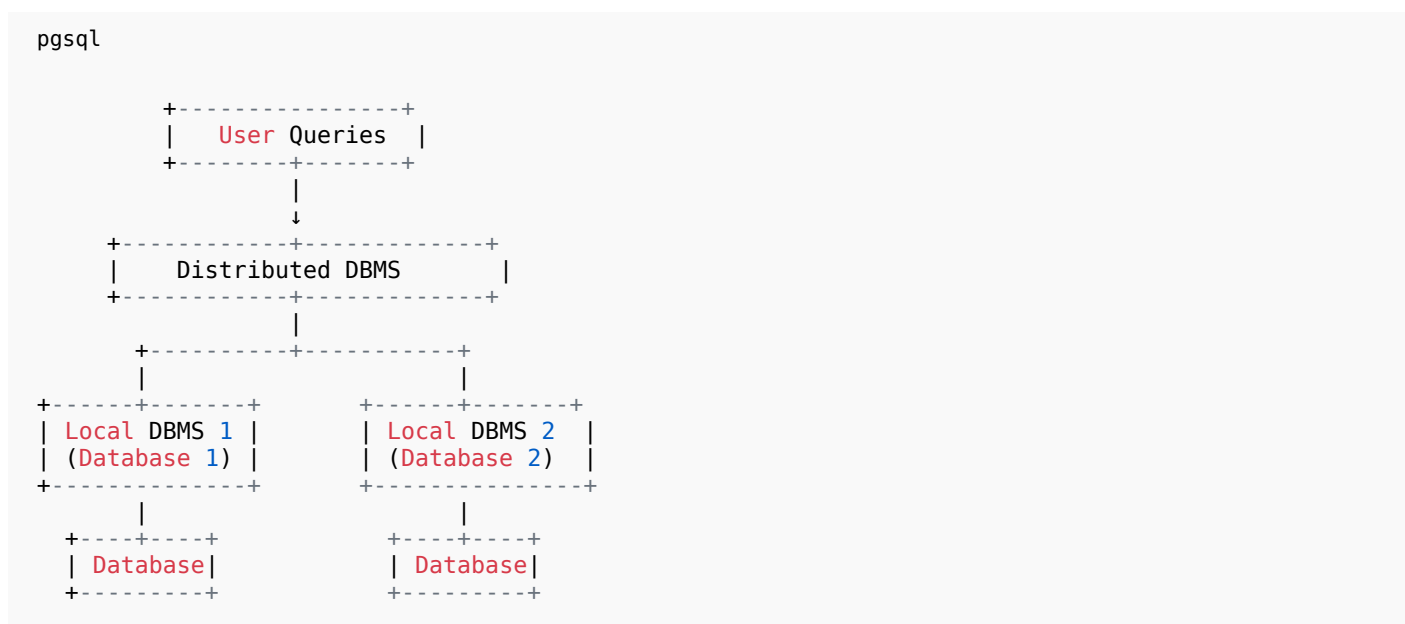 pgsql
+----------------+
|   User Queries  |
+--------+-------+
|
↓
+------------+-------------+
|    Distributed DBMS       |
+------------+-------------+
|
+----------+-----------+
|                      |
+------+-------+       +------+-------+
| Local DBMS 1 |       | Local DBMS 2  |
| (Database 1) |       | (Database 2)  |
+--------------+       +---------------+
|                      |
+----+----+            +----+----+
| Database|            | Database|
+---------+            +---------+